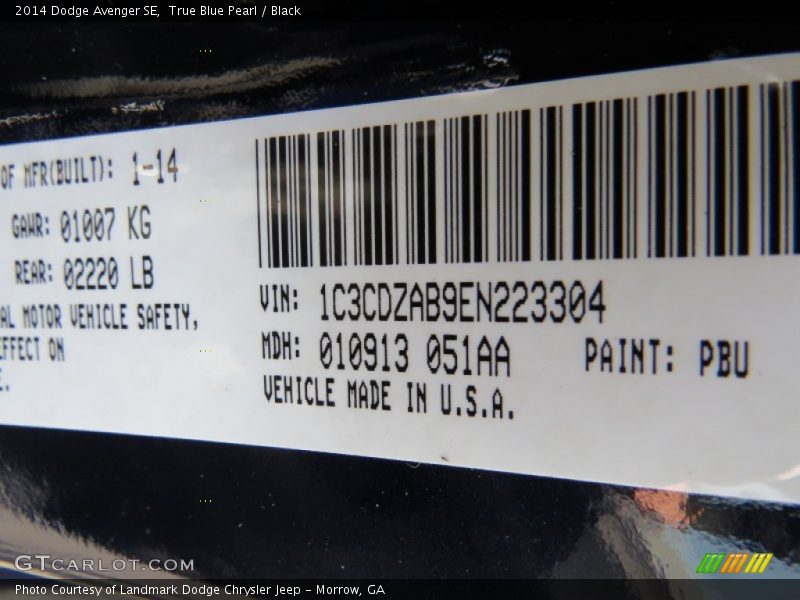 2014 Dodge Avenger SE,  True Blue Pearl / Black
OF MFR(BUILT): 1-14
GAWR: 01007 KG
REAR: 02220 LB
MOTOR VEHICLE SAFETY,
EFFECT ON
VIN: 1C3CDZAB9EN223304
MDH: 010913 051AA
PAINT: PBU
VEHICLE MADE IN U.S.A.
GTCARLOT.COM
Photo Courtesy of Landmark Dodge Chrysler Jeep – Morrow, GA